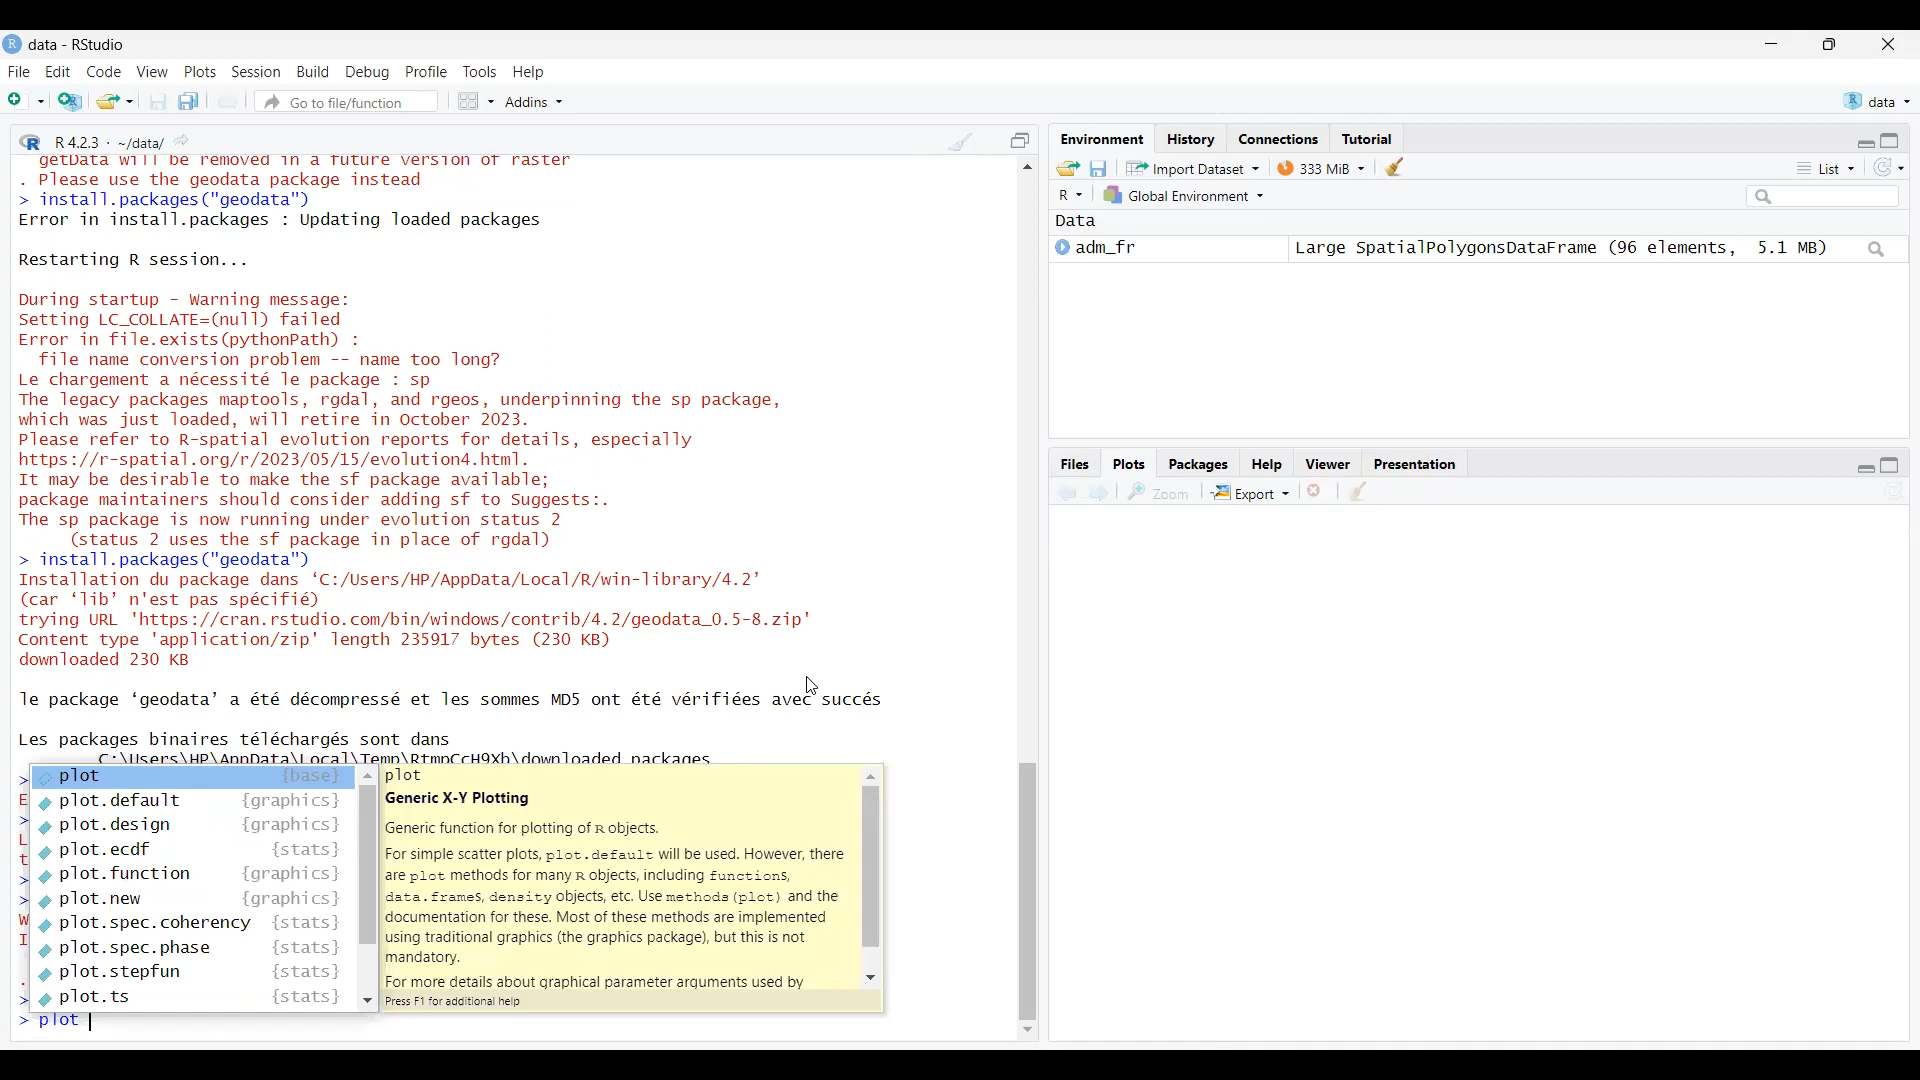 data - RStudio
File Edit Code View Plots Session Build Debug Profile Tools Help
Go to file/function Addins data
R 4.2.3 · ~/data/
getData will be removed in a future version of raster
. Please use the geodata package instead
> install.packages("geodata")
Error in install.packages : Updating loaded packages
Restarting R session...
During startup - Warning message:
Setting LC_COLLATE=(null) failed
Error in file.exists(pythonPath) :
file name conversion problem -- name too long?
Le chargement a nécessité le package : sp
The legacy packages maptools, rgdal, and rgeos, underpinning the sp package,
which was just loaded, will retire in October 2023.
Please refer to R-spatial evolution reports for details, especially
https://r-spatial.org/r/2023/05/15/evolution4.html.
It may be desirable to make the sf package available;
package maintainers should consider adding sf to Suggests:.
The sp package is now running under evolution status 2
(status 2 uses the sf package in place of rgdal)
> install.packages("geodata")
Installation du package dans ‘C:/Users/HP/AppData/Local/R/win-library/4.2’
(car ‘lib’ n'est pas spécifié)
trying URL 'https://cran.rstudio.com/bin/windows/contrib/4.2/geodata_0.5-8.zip'
Content type 'application/zip' length 235917 bytes (230 KB)
downloaded 230 KB
le package ‘geodata’ a été décompressé et les sommes MD5 ont été vérifiées avec succés
Les packages binaires téléchargés sont dans
C:\Users\HP\AppData\Local\Temp\RtmpCcH9Xb\downloaded_packages
plot {base}
plot.default {graphics}
plot.design {graphics}
plot.ecdf {stats}
plot.function {graphics}
plot.new {graphics}
plot.spec.coherency {stats}
plot.spec.phase {stats}
plot.stepfun {stats}
plot.ts {stats}
> plot
plot
Generic X-Y Plotting
Generic function for plotting of R objects.
For simple scatter plots, plot.default will be used. However, there
are plot methods for many R objects, including functions,
data.frames, density objects, etc. Use methods(plot) and the
documentation for these. Most of these methods are implemented
using traditional graphics (the graphics package), but this is not
mandatory.
For more details about graphical parameter arguments used by
Press F1 for additional help
Environment History Connections Tutorial
Import Dataset 333 MiB List
R Global Environment
Data
adm_fr Large SpatialPolygonsDataFrame (96 elements, 5.1 MB)
Files Plots Packages Help Viewer Presentation
Zoom Export